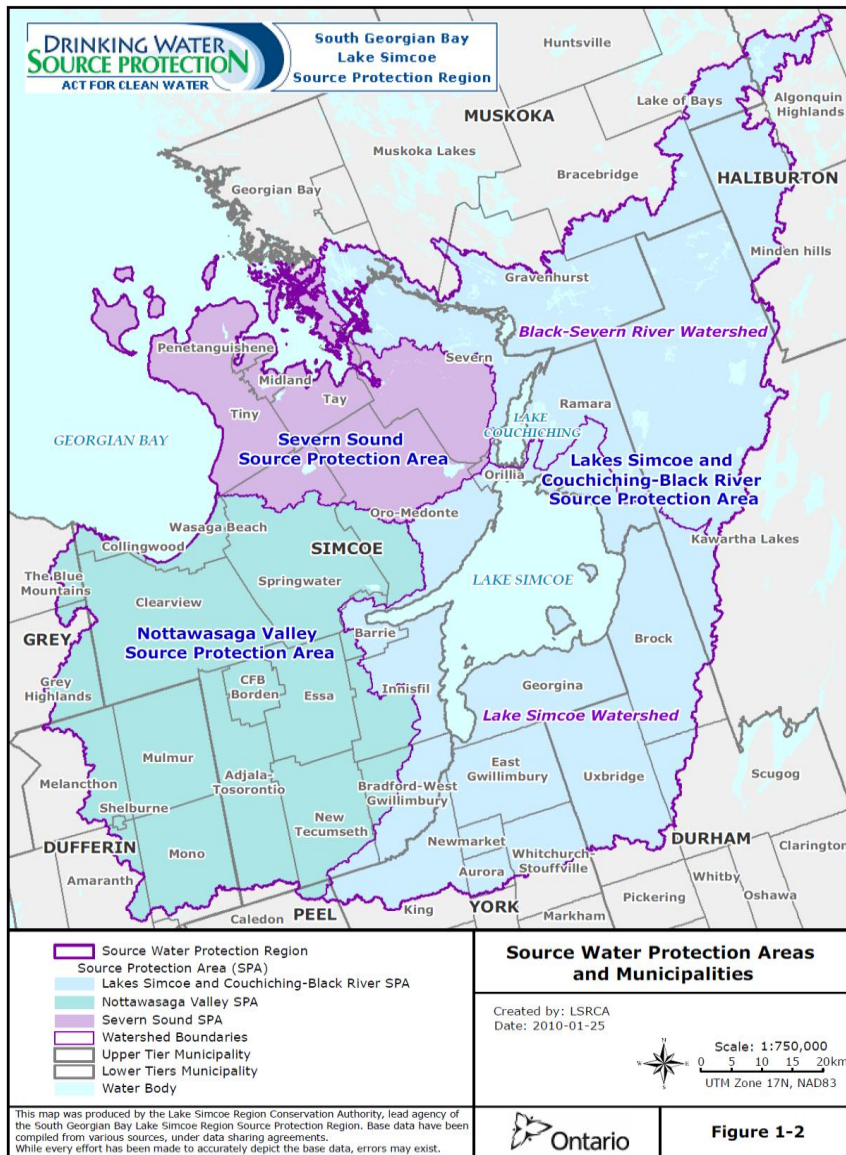 DRINKING WATER
SOURCE PROTECTION
ACT FOR CLEAN WATER
South Georgian Bay
Lake Simcoe
Source Protection Region
Huntsville
Lake of Bays
Algonquin
Highlands
MUSKOKA
Muskoka Lakes
Bracebridge
HALIBURTON
Georgian Bay
Minden hills
Gravenhurst
Black-Severn River Watershed
Penetanguishene
Severn
Midland
Tay
Tiny
Ramara
LAKE
COUCHICHING
GEORGIAN BAY
Severn Sound
Source Protection Area
Lakes Simcoe and
Couchiching-Black River
Source Protection Area
Orillia
Oro-Medonte
Wasaga Beach
Collingwood
SIMCOE
Kawartha Lakes
The Blue
Mountains
Springwater
LAKE SIMCOE
Clearview
GREY
Nottawasaga Valley
Source Protection Area
Barrie
Brock
Grey
Highlands
CFB
Borden
Essa
Innisfil
Georgina
Lake Simcoe Watershed
Mulmur
Melancthon
Adjala-
Tosorontio
Bradford-West
Gwillimbury
East
Gwillimbury
Uxbridge
Scugog
Shelburne
New
Tecumseth
DUFFERIN
Mono
Newmarket
Whitchurch-
Stouffville
DURHAM
Clarington
Amaranth
Aurora
Whitby
Pickering
Oshawa
Caledon
PEEL
King
YORK
Markham
Source Water Protection Region
Source Protection Area (SPA)
Lakes Simcoe and Couchiching-Black River SPA
Nottawasaga Valley SPA
Severn Sound SPA
Watershed Boundaries
Upper Tier Municipality
Lower Tiers Municipality
Water Body
Source Water Protection Areas
and Municipalities
Created by: LSRCA
Date: 2010-01-25
N
W E
S
Scale: 1:750,000
0 5 10 15 20km
UTM Zone 17N, NAD83
This map was produced by the Lake Simcoe Region Conservation Authority, lead agency of
the South Georgian Bay Lake Simcoe Region Source Protection Region. Base data have been
compiled from various sources, under data sharing agreements.
While every effort has been made to accurately depict the base data, errors may exist.
Ontario
Figure 1-2